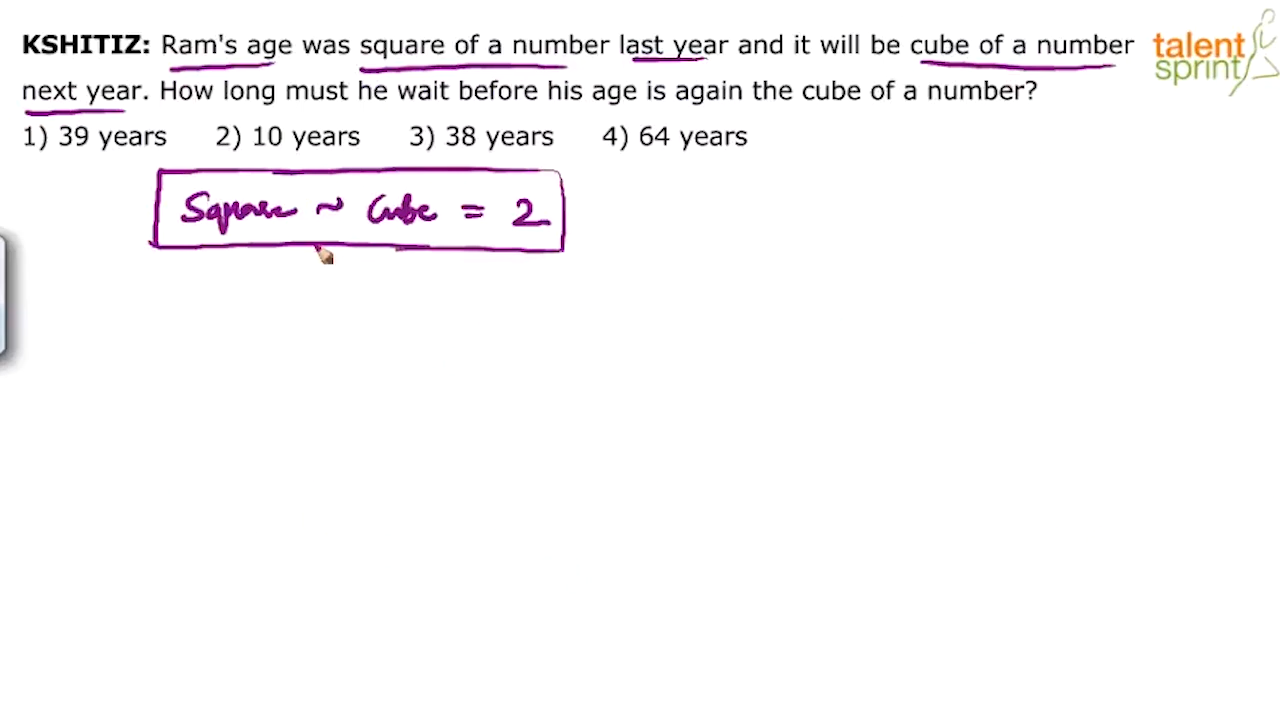 KSHITIZ: Ram's age was square of a number last year and it will be cube of a number
next year. How long must he wait before his age is again the cube of a number?
1) 39 years 2) 10 years 3) 38 years 4) 64 years
Square ~ Cube = 2
talent
sprint